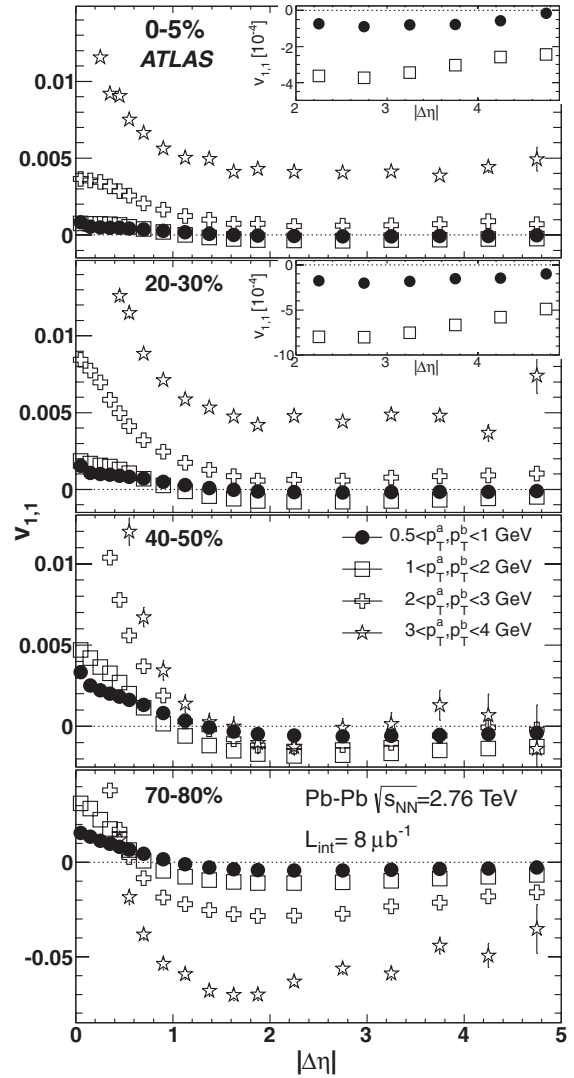 0-5%
ATLAS
v1,1 [10-4]
0
-2
-4
2
3
4
|Δη|
0.01
0.005
0
20-30%
v1,1 [10-4]
0
-5
-10
2
3
4
|Δη|
0.01
0.005
0
v1,1
40-50%
0.5<pTa,pTb<1 GeV
1<pTa,pTb<2 GeV
2<pTa,pTb<3 GeV
3<pTa,pTb<4 GeV
0.01
0.005
0
70-80%
Pb-Pb √sNN=2.76 TeV
Lint= 8 μb-1
0
-0.05
0 1 2 3 4 5
|Δη|